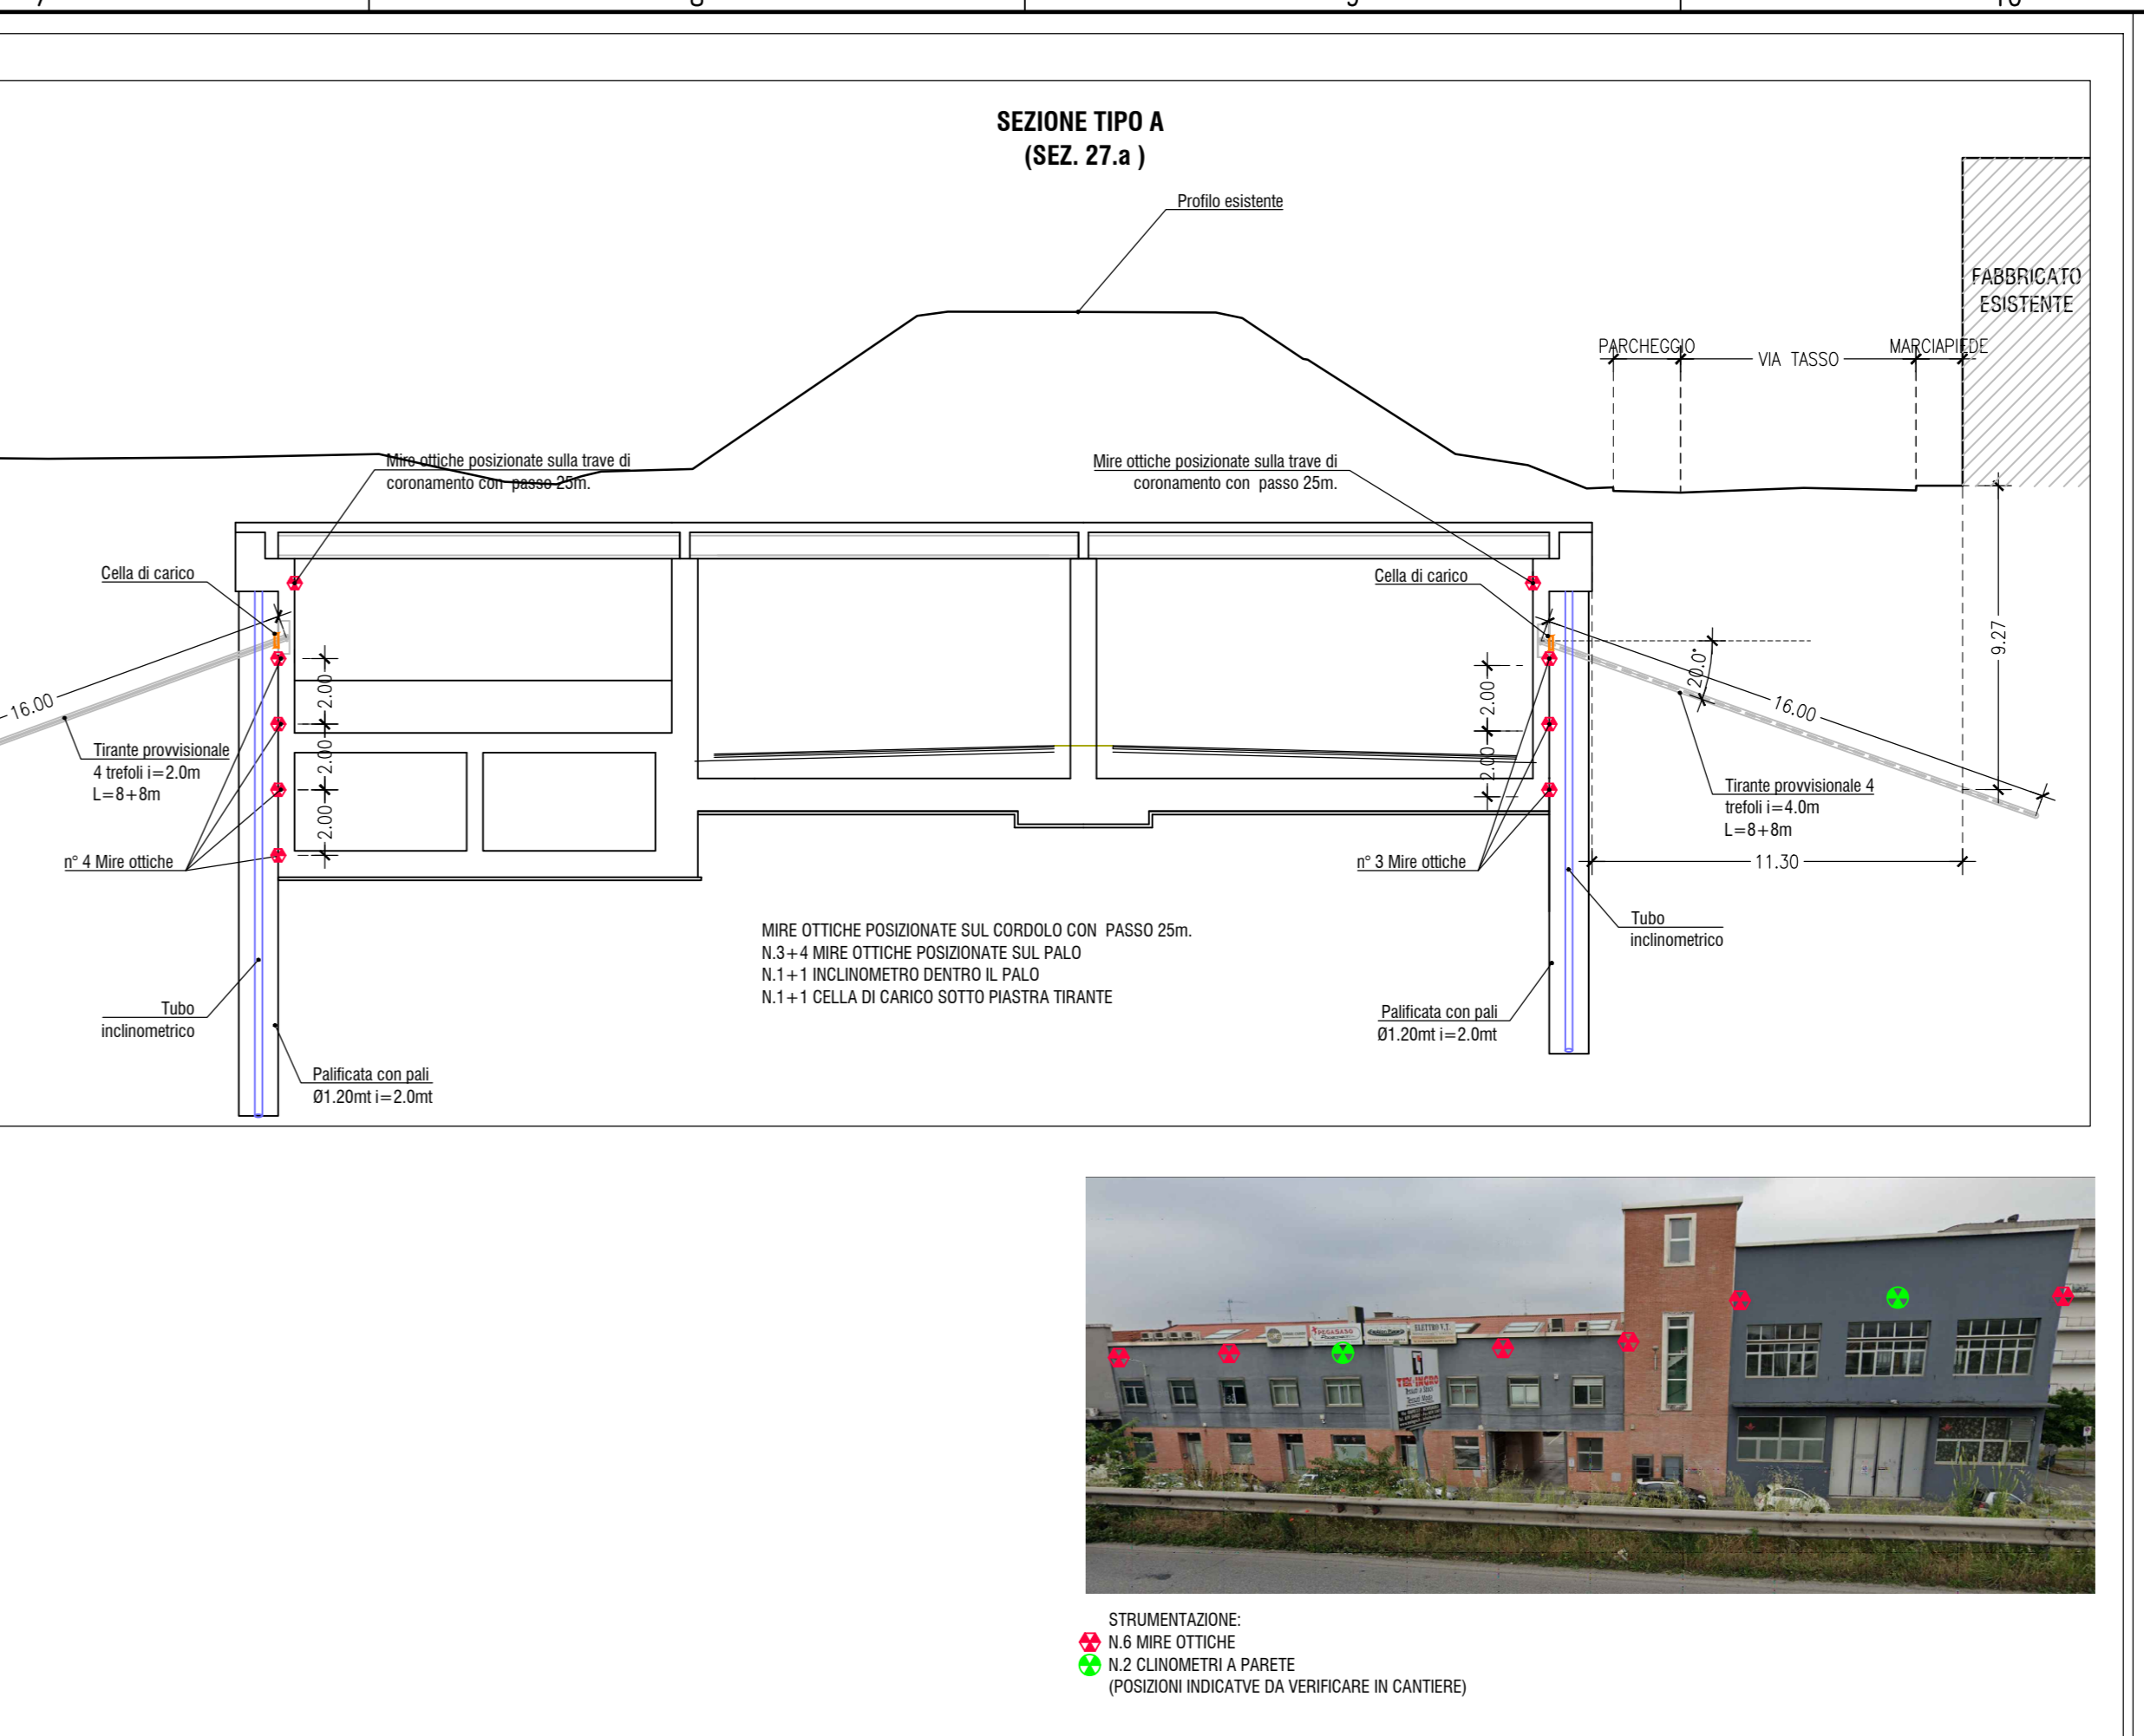 SEZIONE TIPO A
(SEZ. 27.a )
Profilo esistente
FABBRICATO
ESISTENTE
PARCHEGGIO
VIA TASSO
MARCIAPIEDE
Mire ottiche posizionate sulla trave di
coronamento con passo 25m.
Mire ottiche posizionate sulla trave di
coronamento con passo 25m.
Cella di carico
Cella di carico
16.00
2.00
2.00
2.00
2.00
2.00
20.0°
16.00
9.27
Tirante provvisionale
4 trefoli i=2.0m
L=8+8m
Tirante provvisionale 4
trefoli i=4.0m
L=8+8m
n° 4 Mire ottiche
n° 3 Mire ottiche
11.30
MIRE OTTICHE POSIZIONATE SUL CORDOLO CON PASSO 25m.
N.3+4 MIRE OTTICHE POSIZIONATE SUL PALO
N.1+1 INCLINOMETRO DENTRO IL PALO
N.1+1 CELLA DI CARICO SOTTO PIASTRA TIRANTE
Tubo
inclinometrico
Tubo
inclinometrico
Palificata con pali
Ø1.20mt i=2.0mt
Palificata con pali
Ø1.20mt i=2.0mt
ELETTRO V.T.
TEX-INGRO
STRUMENTAZIONE:
N.6 MIRE OTTICHE
N.2 CLINOMETRI A PARETE
(POSIZIONI INDICATVE DA VERIFICARE IN CANTIERE)